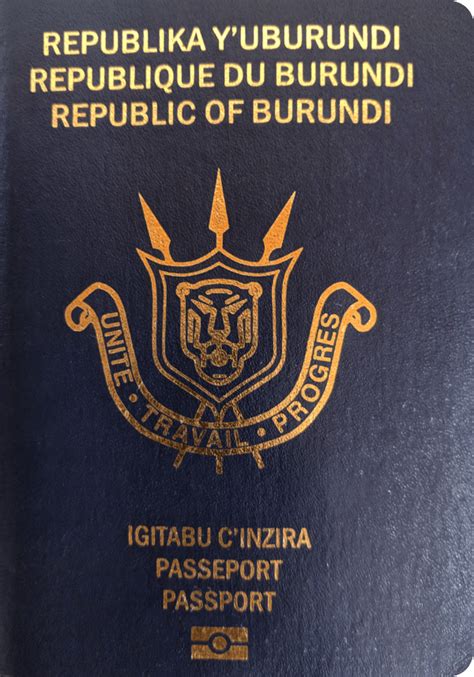 REPUBLIKA Y'UBURUNDI
REPUBLIQUE DU BURUNDI
REPUBLIC OF BURUNDI
UNITE · TRAVAIL · PROGRES
IGITABU C'INZIRA
PASSEPORT
PASSPORT